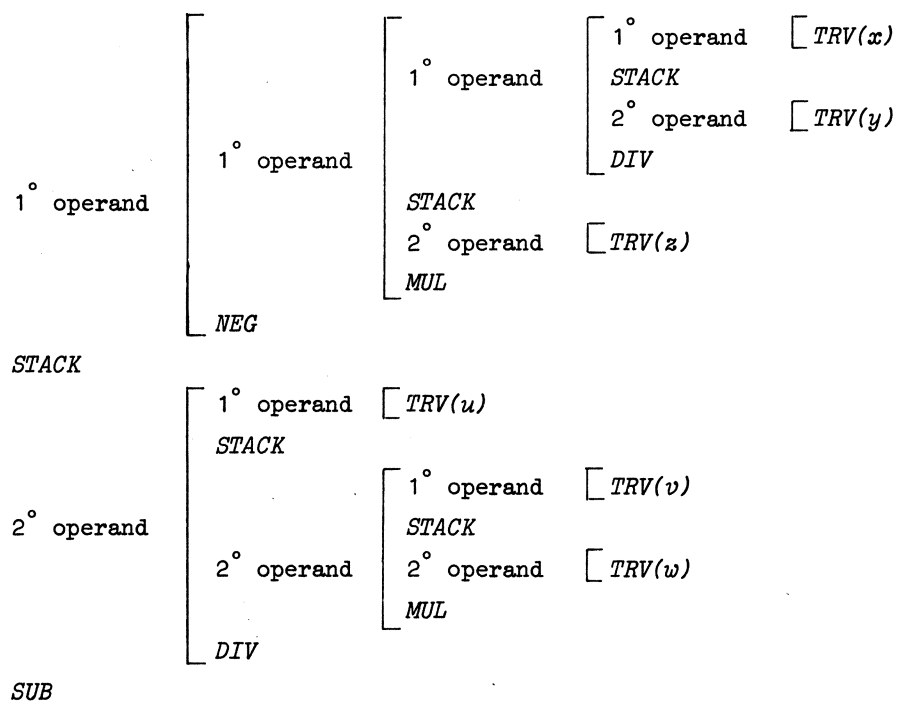 1° operand [ TRV(x)
1° operand STACK
2° operand [ TRV(y)
1° operand DIV
1° operand STACK
2° operand [ TRV(z)
MUL
NEG
STACK
1° operand [ TRV(u)
STACK
1° operand [ TRV(v)
2° operand STACK
2° operand 2° operand [ TRV(w)
MUL
DIV
SUB